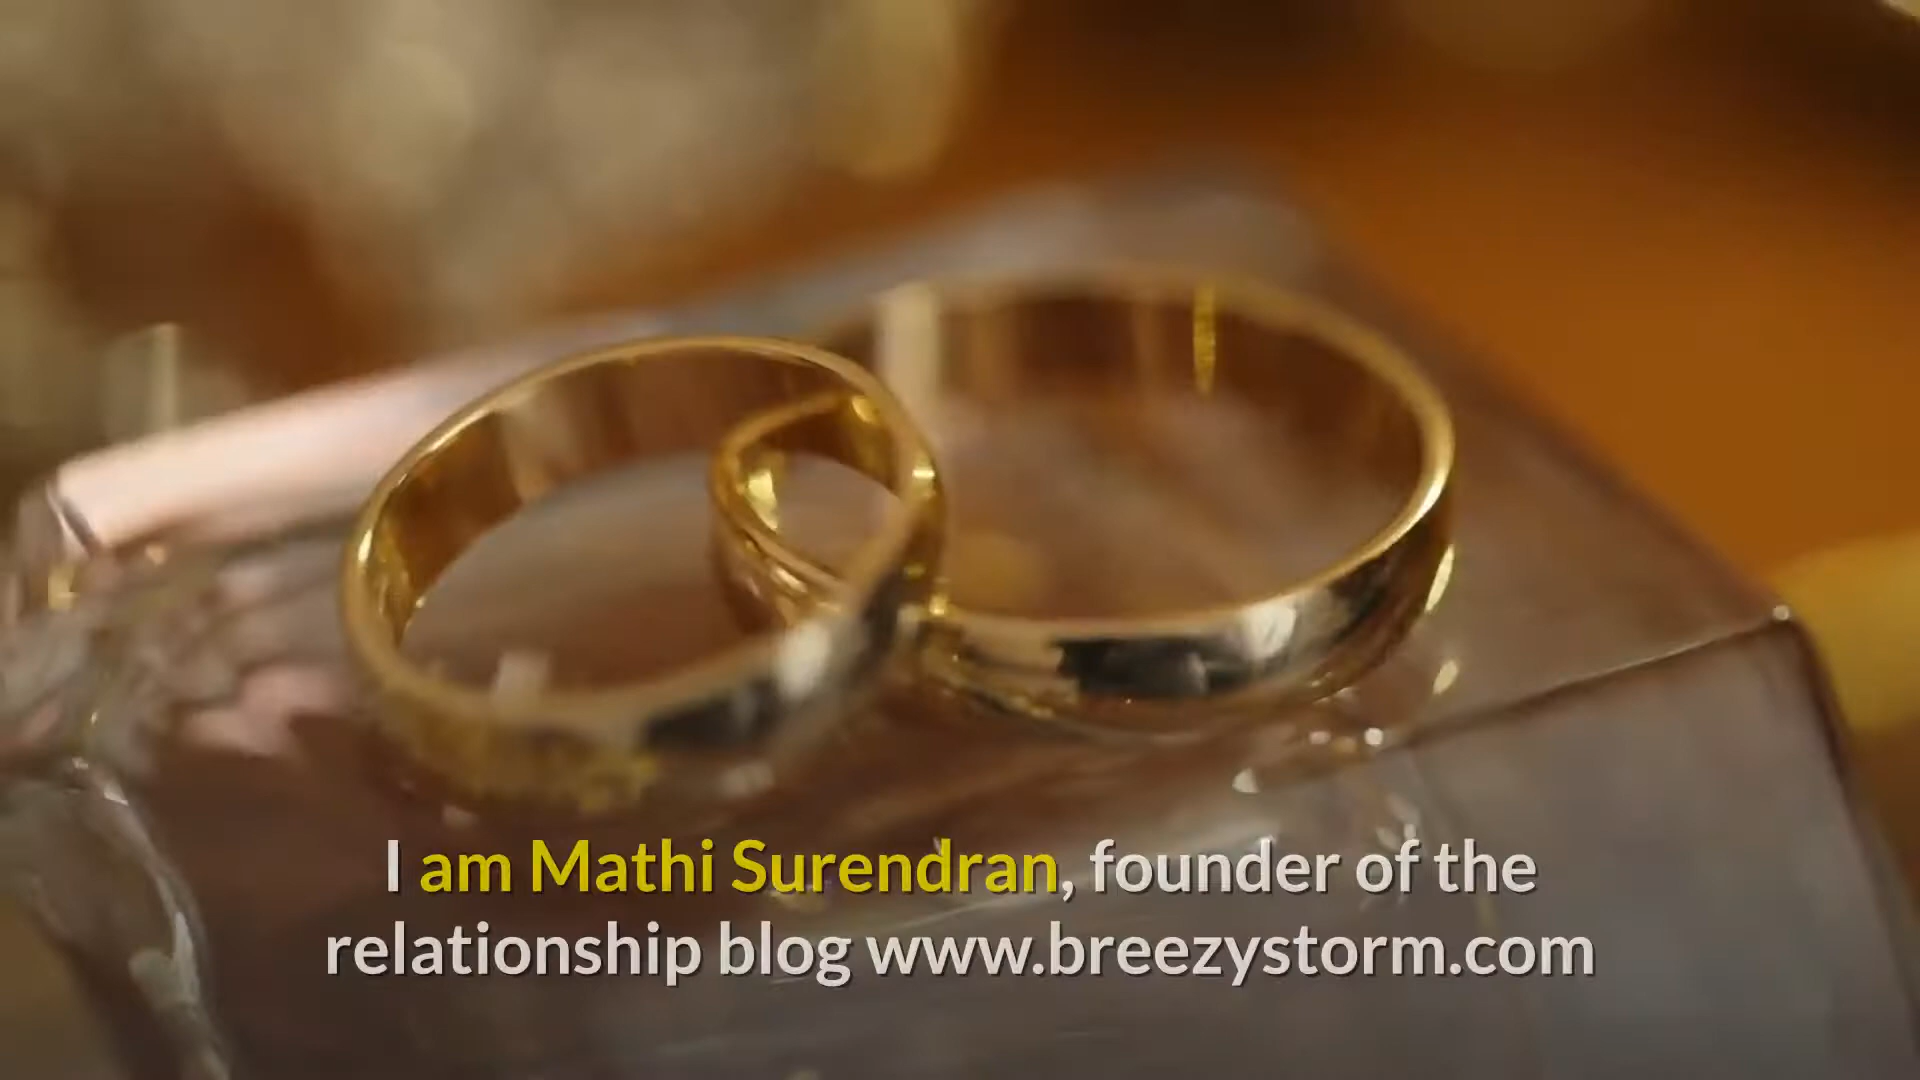 I am Mathi Surendran, founder of the
relationship blog www.breezystorm.com